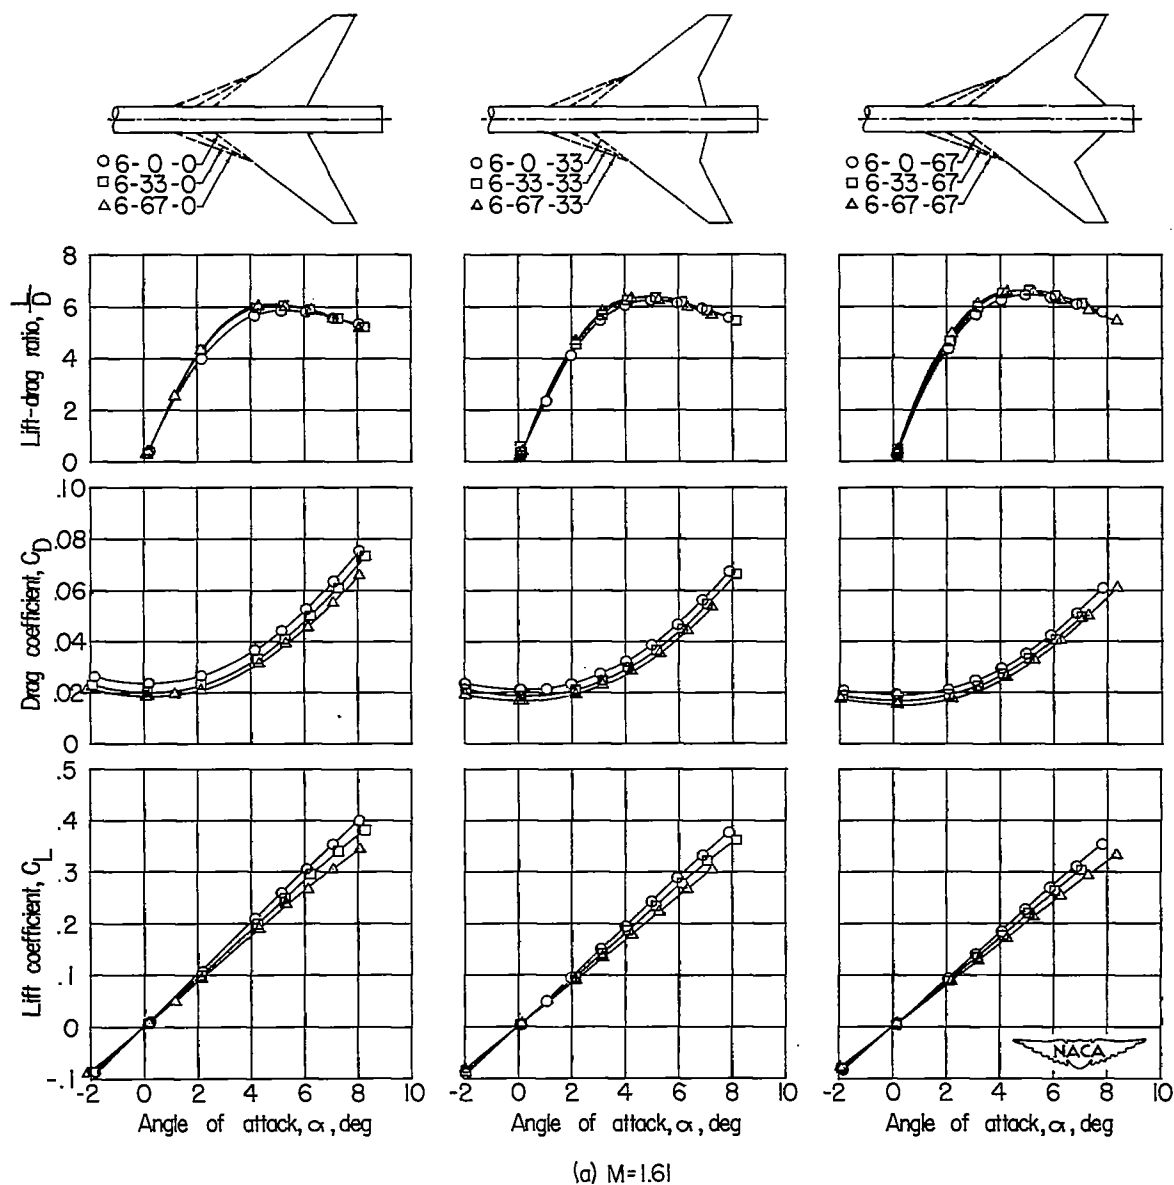 ○ 6-0-0
□ 6-33-0
△ 6-67-0
○ 6-0-33
□ 6-33-33
△ 6-67-33
○ 6-0-67
□ 6-33-67
△ 6-67-67
Lift-drag ratio, L/D
8
6
4
2
0
Drag coefficient, C_D
.10
.08
.06
.04
.02
0
Lift coefficient, C_L
.5
.4
.3
.2
.1
0
-.1
-2 0 2 4 6 8 10
-2 0 2 4 6 8 10
-2 0 2 4 6 8 10
Angle of attack, α, deg
Angle of attack, α, deg
Angle of attack, α, deg
NACA
(a) M=1.61